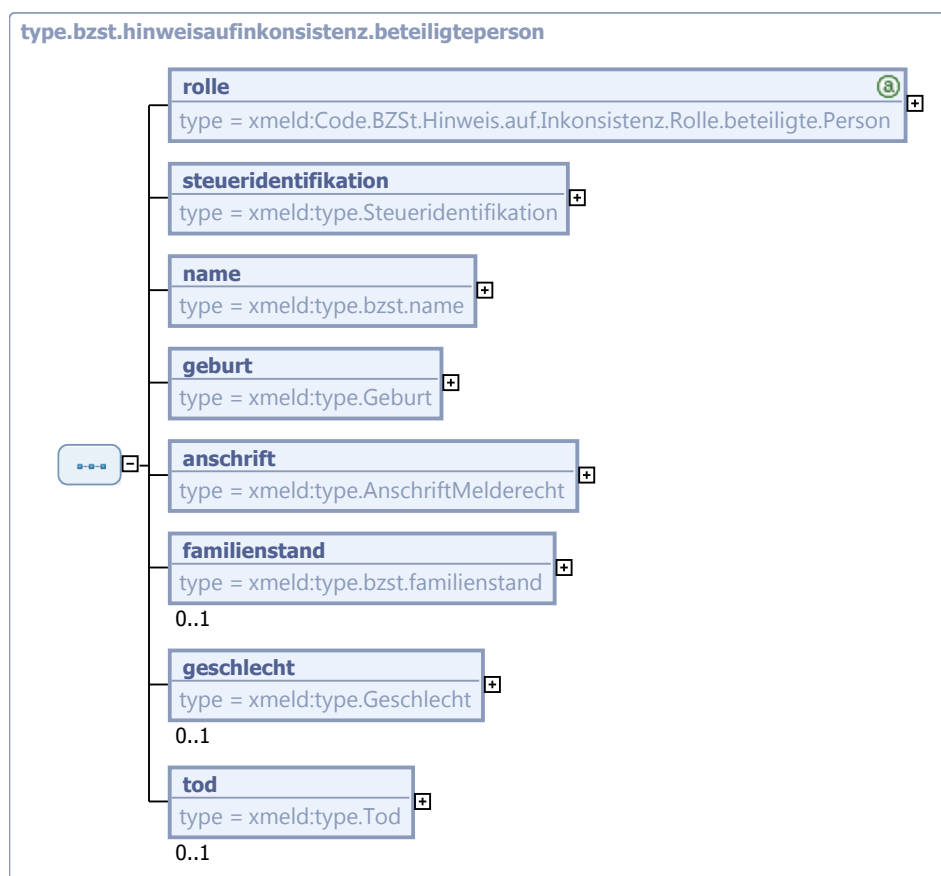 type.bzst.hinweisaufinkonsistenz.beteiligteperson
rolle
a
type = xmeld:Code.BZSt.Hinweis.auf.Inkonsistenz.Rolle.beteiligte.Person
steueridentifikation
type = xmeld:type.Steueridentifikation
name
type = xmeld:type.bzst.name
geburt
type = xmeld:type.Geburt
anschrift
type = xmeld:type.AnschriftMelderecht
familienstand
type = xmeld:type.bzst.familienstand
0..1
geschlecht
type = xmeld:type.Geschlecht
0..1
tod
type = xmeld:type.Tod
0..1